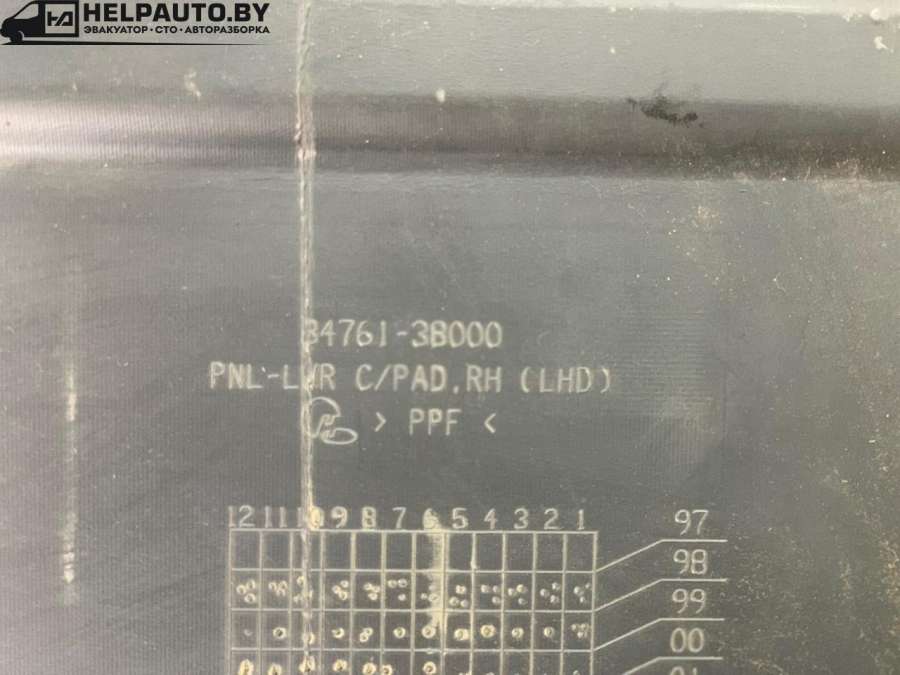 HELPAUTO.BY
ЭВАКУАТОР·СТО·АВТОРАЗБОРКА
84761-3B000
PNL-LWR C/PAD,RH (LHD)
> PPF <
12 11 10 9 8 7 6 5 4 3 2 1
97
98
99
00